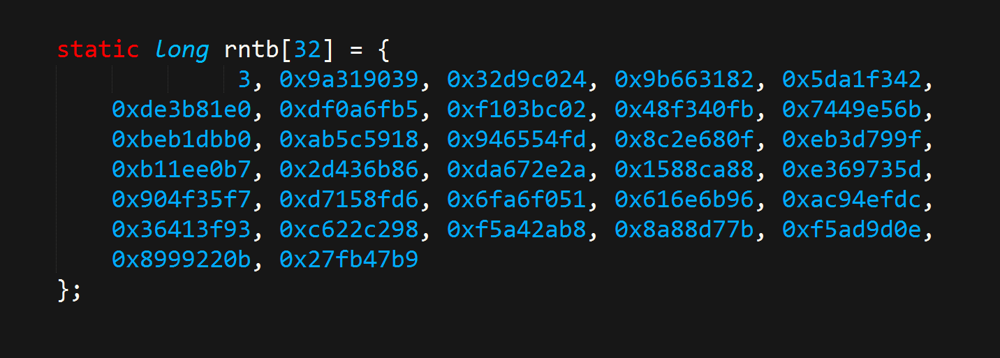 static long rntb[32] = {
3, 0x9a319039, 0x32d9c024, 0x9b663182, 0x5da1f342,
0xde3b81e0, 0xdf0a6fb5, 0xf103bc02, 0x48f340fb, 0x7449e56b,
0xbeb1dbb0, 0xab5c5918, 0x946554fd, 0x8c2e680f, 0xeb3d799f,
0xb11ee0b7, 0x2d436b86, 0xda672e2a, 0x1588ca88, 0xe369735d,
0x904f35f7, 0xd7158fd6, 0x6fa6f051, 0x616e6b96, 0xac94efdc,
0x36413f93, 0xc622c298, 0xf5a42ab8, 0x8a88d77b, 0xf5ad9d0e,
0x8999220b, 0x27fb47b9
};